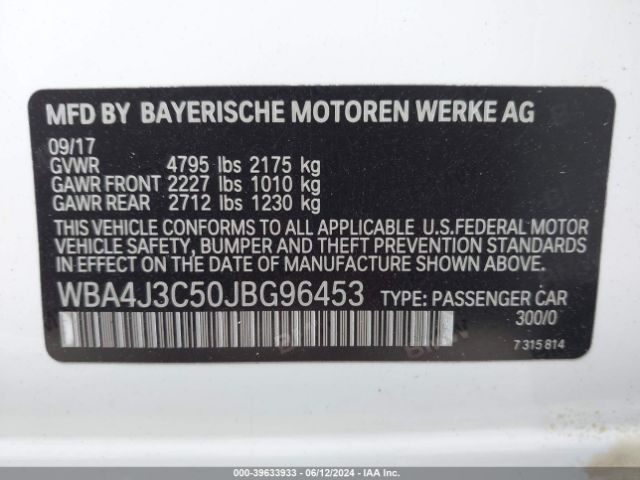 MFD BY BAYERISCHE MOTOREN WERKE AG
09/17
GVWR 4795 lbs 2175 kg
GAWR FRONT 2227 lbs 1010 kg
GAWR REAR 2712 lbs 1230 kg
THIS VEHICLE CONFORMS TO ALL APPLICABLE U.S.FEDERAL MOTOR
VEHICLE SAFETY, BUMPER AND THEFT PREVENTION STANDARDS
IN EFFECT ON THE DATE OF MANUFACTURE SHOWN ABOVE.
WBA4J3C50JBG96453 TYPE: PASSENGER CAR
300/0
7 315 814
000-39633933 - 06/12/2024 - IAA Inc.